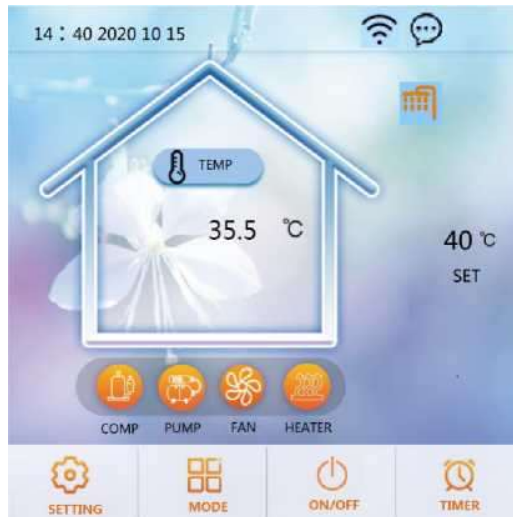 14：40 2020 10 15
TEMP
35.5 ℃
40 ℃
SET
COMP PUMP FAN HEATER
SETTING MODE ON/OFF TIMER